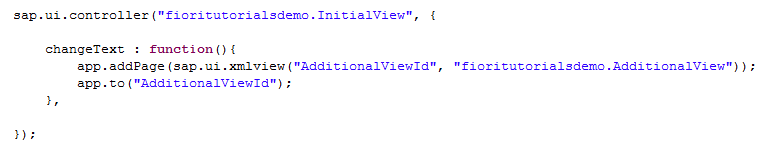 sap.ui.controller("fioritutorialsdemo.InitialView", {
changeText : function(){
app.addPage(sap.ui.xmlview("AdditionalViewId", "fioritutorialsdemo.AdditionalView"));
app.to("AdditionalViewId");
},
});